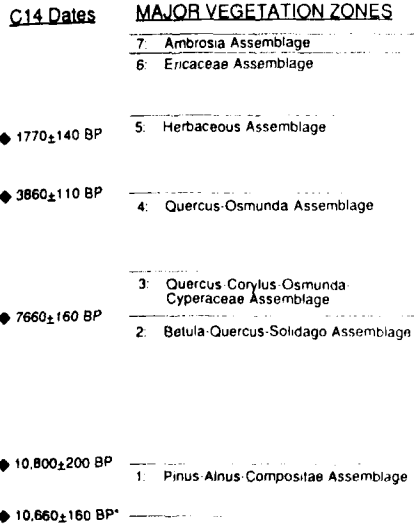 C14 Dates MAJOR VEGETATION ZONES
7: Ambrosia Assemblage
6: Ericaceae Assemblage
5: Herbaceous Assemblage
1770±140 BP
3860±110 BP
4: Quercus-Osmunda Assemblage
3: Quercus-Corylus-Osmunda-
Cyperaceae Assemblage
7660±160 BP
2: Betula-Quercus-Solidago Assemblage
10,800±200 BP
1: Pinus-Alnus-Compositae Assemblage
10,660±160 BP*